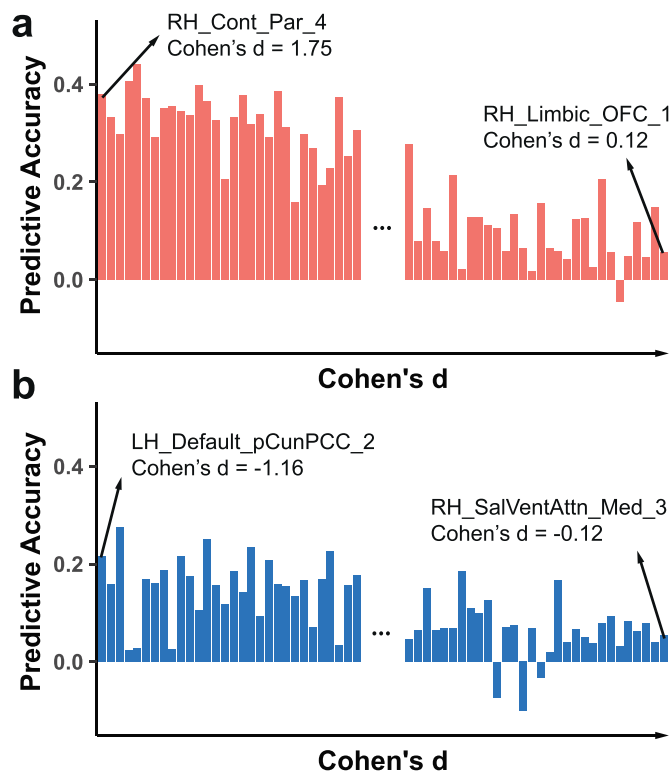 a
RH_Cont_Par_4
Cohen's d = 1.75
RH_Limbic_OFC_1
Cohen's d = 0.12
Predictive Accuracy
0.4
0.2
0.0
...
Cohen's d
b
LH_Default_pCunPCC_2
Cohen's d = -1.16
RH_SalVentAttn_Med_3
Cohen's d = -0.12
Predictive Accuracy
0.4
0.2
0.0
...
Cohen's d